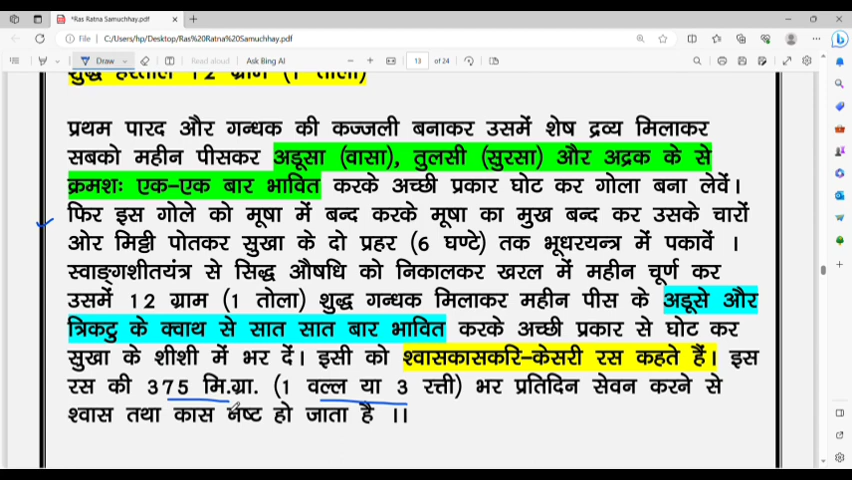 *Ras Ratna Samuchhay.pdf
File C:/Users/hp/Desktop/Ras%20Ratna%20Samuchhay.pdf
Draw Read aloud Ask Bing AI 13 of 24
शुद्ध हरताल 12 ग्राम (1 तोला)
प्रथम पारद और गन्धक की कज्जली बनाकर उसमें शेष द्रव्य मिलाकर
सबको महीन पीसकर अडूसा (वासा), तुलसी (सुरसा) और अद्रक के से
क्रमशः एक-एक बार भावित करके अच्छी प्रकार घोट कर गोला बना लेवें।
फिर इस गोले को मूषा में बन्द करके मूषा का मुख बन्द कर उसके चारों
ओर मिट्टी पोतकर सुखा के दो प्रहर (6 घण्टे) तक भूधरयन्त्र में पकावें ।
स्वाङ्गशीतयंत्र से सिद्ध औषधि को निकालकर खरल में महीन चूर्ण कर
उसमें 12 ग्राम (1 तोला) शुद्ध गन्धक मिलाकर महीन पीस के अडूसे और
त्रिकटु के क्वाथ से सात सात बार भावित करके अच्छी प्रकार से घोट कर
सुखा के शीशी में भर दें। इसी को श्वासकासकरि-केसरी रस कहते हैं। इस
रस की 375 मि.ग्रा. (1 वल्ल या 3 रत्ती) भर प्रतिदिन सेवन करने से
श्वास तथा कास नष्ट हो जाता है ।।